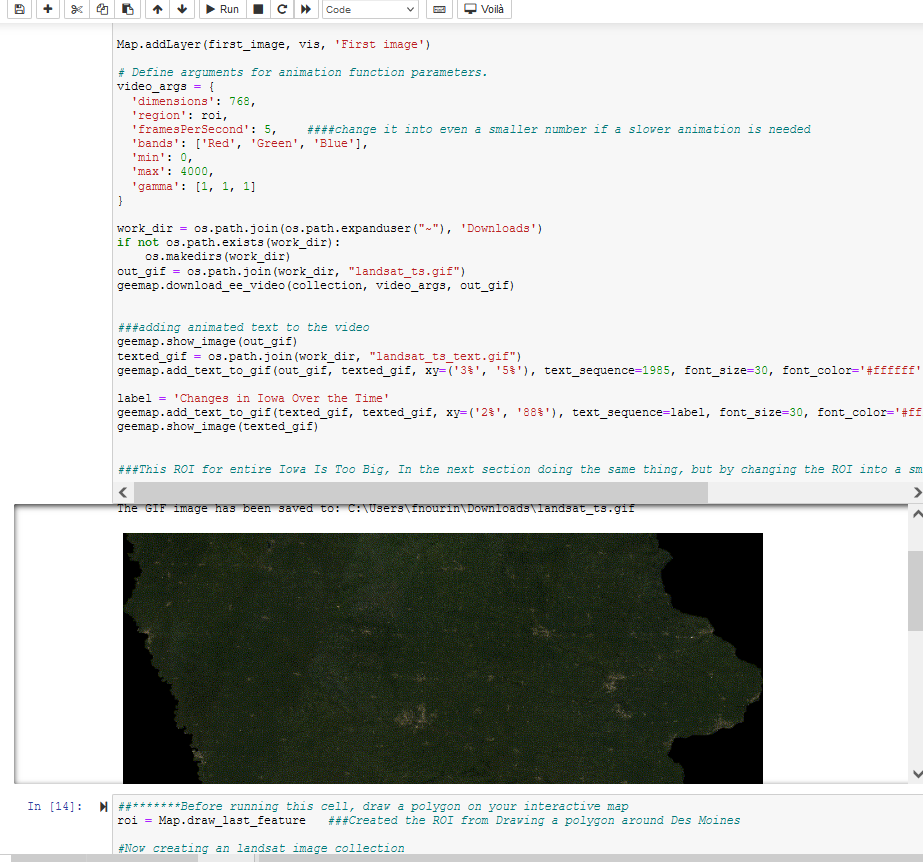 Run Code Voilà
Map.addLayer(first_image, vis, 'First image')
# Define arguments for animation function parameters.
video_args = {
  'dimensions': 768,
  'region': roi,
  'framesPerSecond': 5,    ####change it into even a smaller number if a slower animation is needed
  'bands': ['Red', 'Green', 'Blue'],
  'min': 0,
  'max': 4000,
  'gamma': [1, 1, 1]
}
work_dir = os.path.join(os.path.expanduser("~"), 'Downloads')
if not os.path.exists(work_dir):
    os.makedirs(work_dir)
out_gif = os.path.join(work_dir, "landsat_ts.gif")
geemap.download_ee_video(collection, video_args, out_gif)
###adding animated text to the video
geemap.show_image(out_gif)
texted_gif = os.path.join(work_dir, "landsat_ts_text.gif")
geemap.add_text_to_gif(out_gif, texted_gif, xy=('3%', '5%'), text_sequence=1985, font_size=30, font_color='#ffffff'
label = 'Changes in Iowa Over the Time'
geemap.add_text_to_gif(texted_gif, texted_gif, xy=('2%', '88%'), text_sequence=label, font_size=30, font_color='#ff
geemap.show_image(texted_gif)
###This ROI for entire Iova Is Too Big, In the next section doing the same thing, but by changing the ROI into a sm
The GIF image has been saved to: C:\Users\fnourin\Downloads\landsat_ts.gif
In [14]:
##*******Before running this cell, draw a polygon on your interactive map
roi = Map.draw_last_feature   ###Created the ROI from Drawing a polygon around Des Moines
#Now creating an landsat image collection